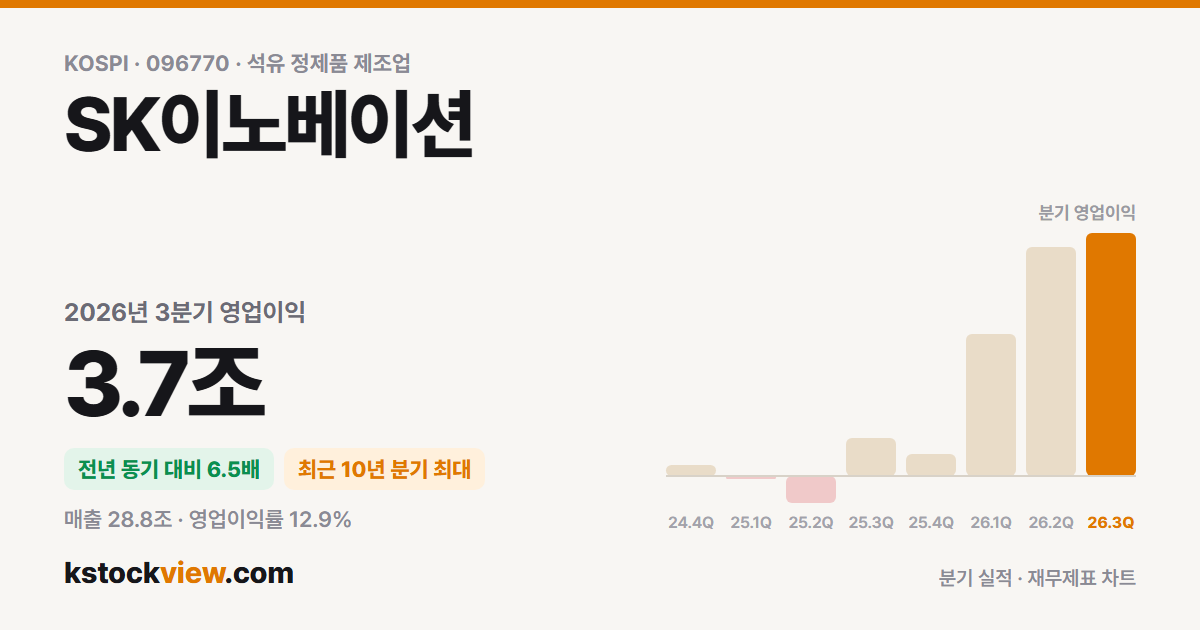 KOSPI · 096770 · 석유 정제품 제조업
SK이노베이션
분기 영업이익
2026년 3분기 영업이익
3.7조
전년 동기 대비 6.5배 최근 10년 분기 최대
매출 28.8조 · 영업이익률 12.9%
24.4Q 25.1Q 25.2Q 25.3Q 25.4Q 26.1Q 26.2Q 26.3Q
kstockview.com
분기 실적 · 재무제표 차트